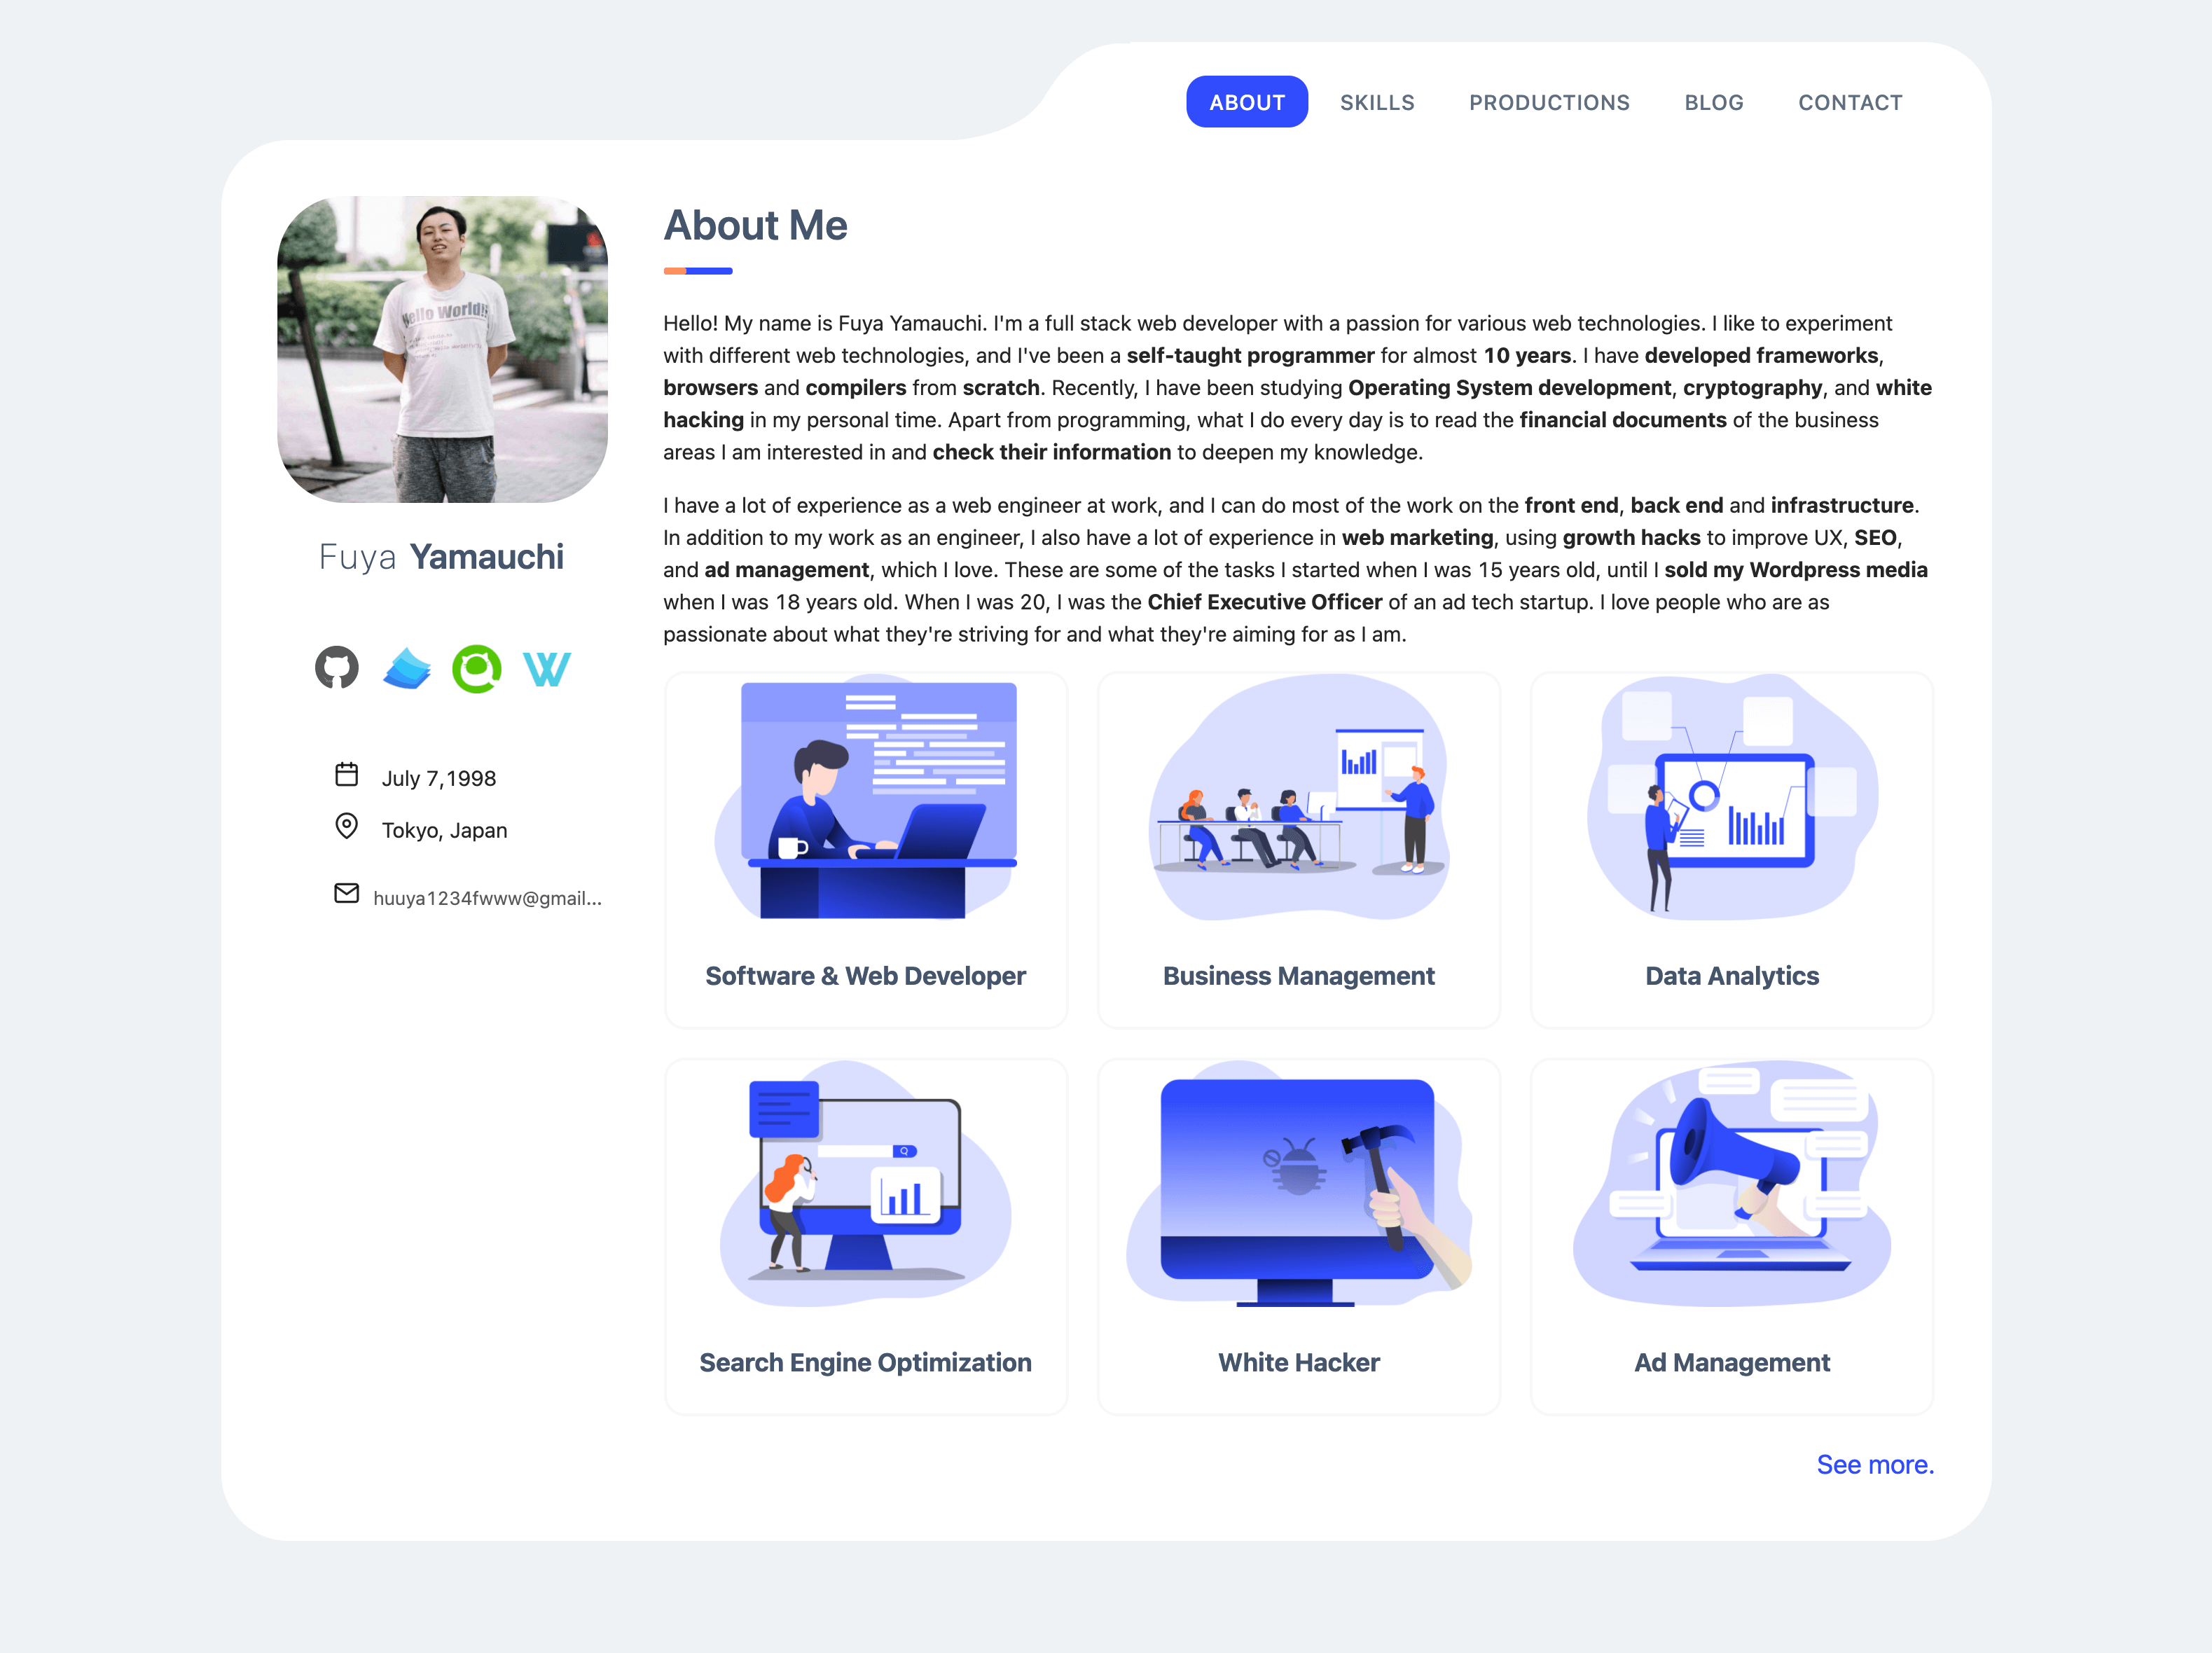 ABOUT
SKILLS
PRODUCTIONS
BLOG
CONTACT
Hello World!!
Fuya Yamauchi
July 7,1998
Tokyo, Japan
huuya1234fwww@gmail...
About Me
Hello! My name is Fuya Yamauchi. I'm a full stack web developer with a passion for various web technologies. I like to experiment
with different web technologies, and I've been a self-taught programmer for almost 10 years. I have developed frameworks,
browsers and compilers from scratch. Recently, I have been studying Operating System development, cryptography, and white
hacking in my personal time. Apart from programming, what I do every day is to read the financial documents of the business
areas I am interested in and check their information to deepen my knowledge.
I have a lot of experience as a web engineer at work, and I can do most of the work on the front end, back end and infrastructure.
In addition to my work as an engineer, I also have a lot of experience in web marketing, using growth hacks to improve UX, SEO,
and ad management, which I love. These are some of the tasks I started when I was 15 years old, until I sold my Wordpress media
when I was 18 years old. When I was 20, I was the Chief Executive Officer of an ad tech startup. I love people who are as
passionate about what they're striving for and what they're aiming for as I am.
Software & Web Developer
Business Management
Data Analytics
Search Engine Optimization
White Hacker
Ad Management
See more.